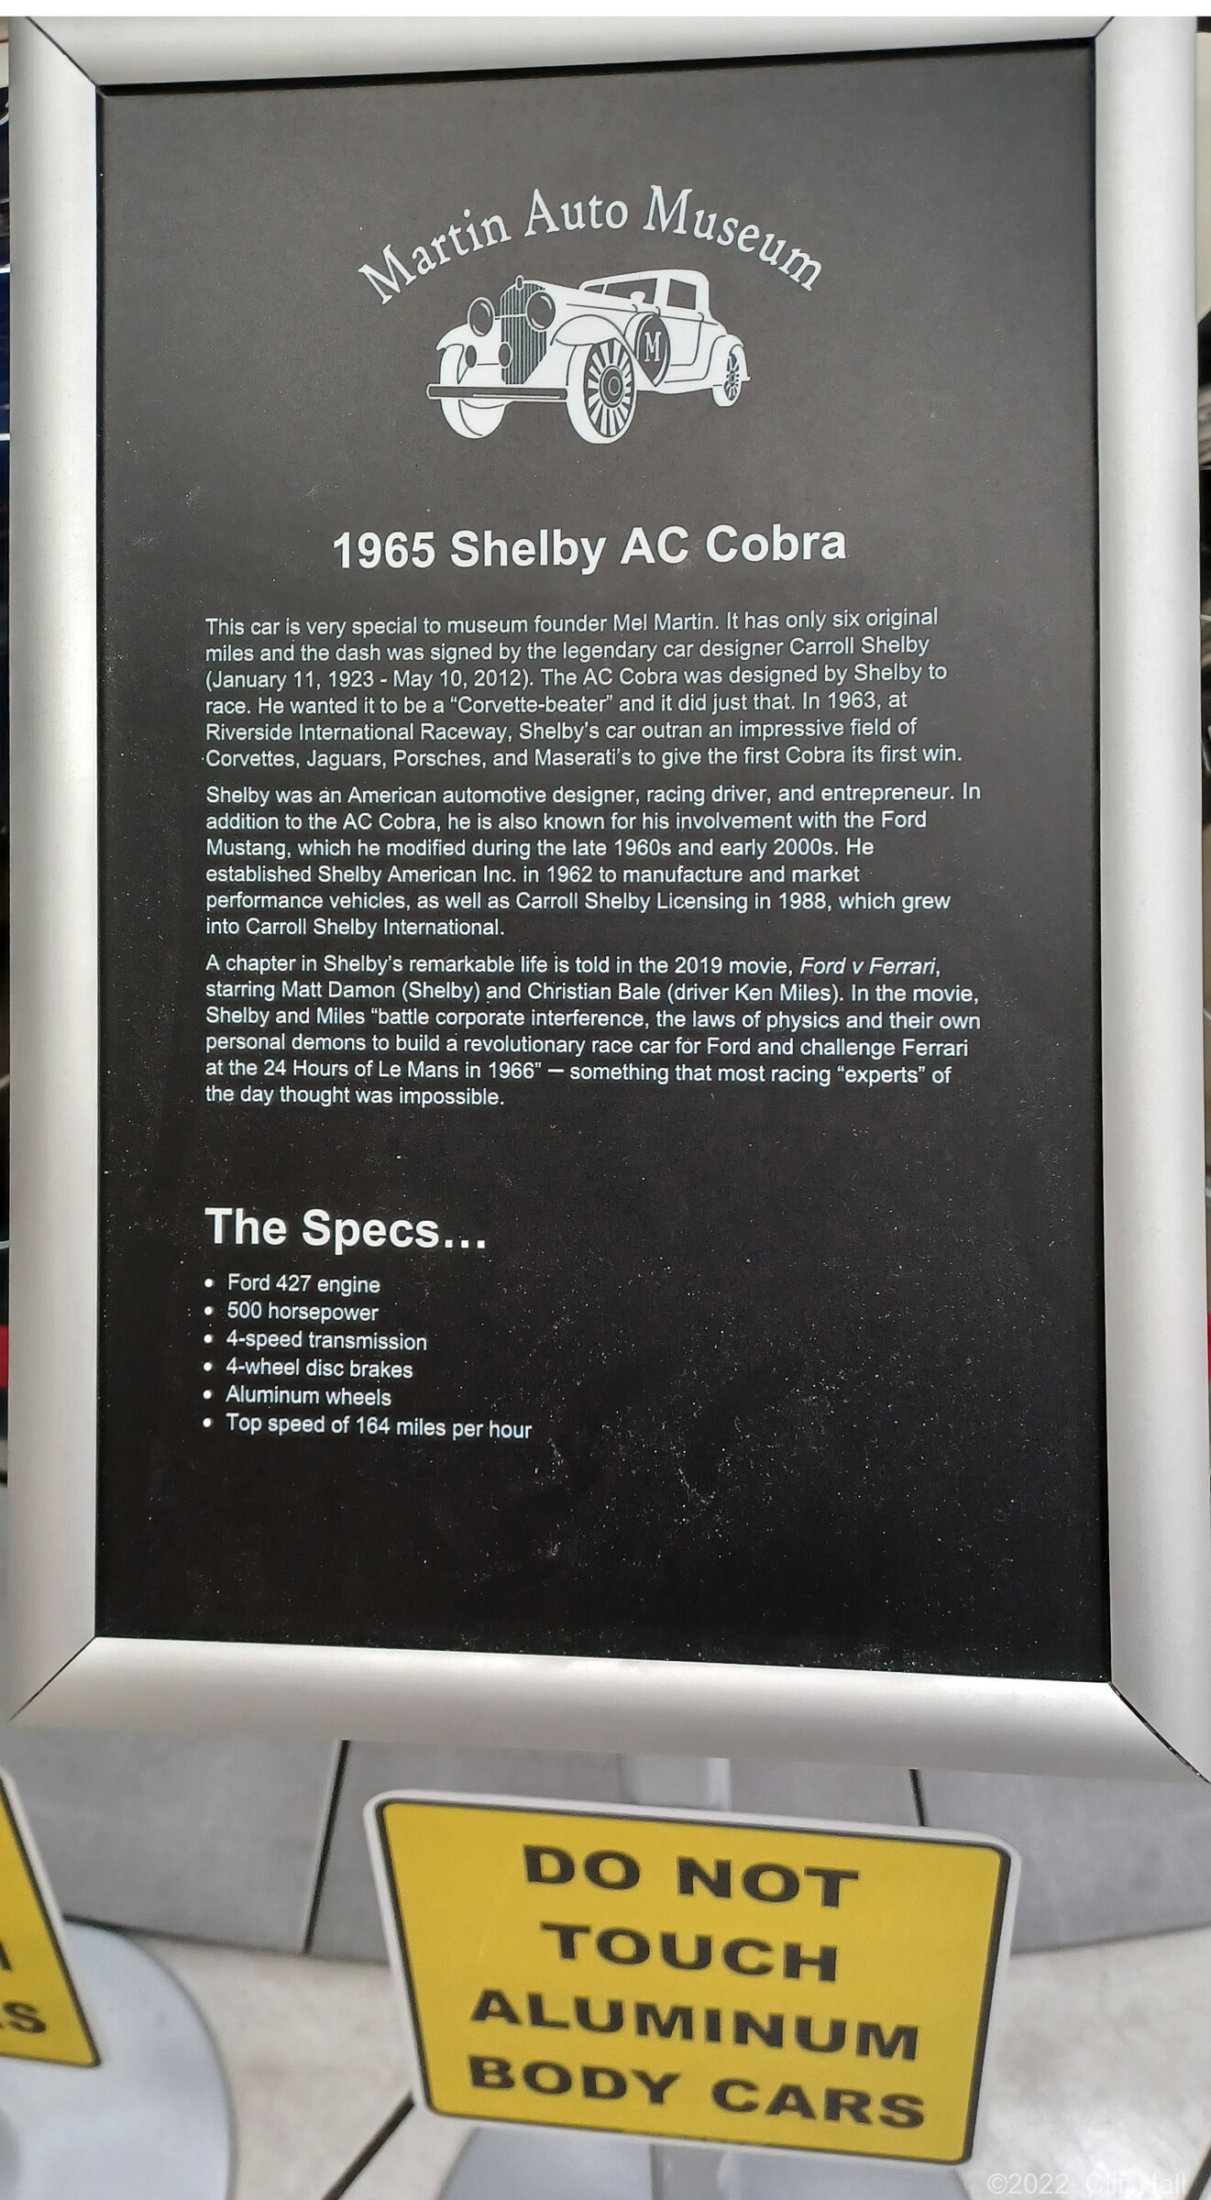 Martin Auto Museum
M
1965 Shelby AC Cobra
This car is very special to museum founder Mel Martin. It has only six original
miles and the dash was signed by the legendary car designer Carroll Shelby
(January 11, 1923 - May 10, 2012). The AC Cobra was designed by Shelby to
race. He wanted it to be a “Corvette-beater” and it did just that. In 1963, at
Riverside International Raceway, Shelby’s car outran an impressive field of
Corvettes, Jaguars, Porsches, and Maserati’s to give the first Cobra its first win.
Shelby was an American automotive designer, racing driver, and entrepreneur. In
addition to the AC Cobra, he is also known for his involvement with the Ford
Mustang, which he modified during the late 1960s and early 2000s. He
established Shelby American Inc. in 1962 to manufacture and market
performance vehicles, as well as Carroll Shelby Licensing in 1988, which grew
into Carroll Shelby International.
A chapter in Shelby’s remarkable life is told in the 2019 movie, Ford v Ferrari,
starring Matt Damon (Shelby) and Christian Bale (driver Ken Miles). In the movie,
Shelby and Miles “battle corporate interference, the laws of physics and their own
personal demons to build a revolutionary race car for Ford and challenge Ferrari
at the 24 Hours of Le Mans in 1966” – something that most racing “experts” of
the day thought was impossible.
The Specs...
• Ford 427 engine
• 500 horsepower
• 4-speed transmission
• 4-wheel disc brakes
• Aluminum wheels
• Top speed of 164 miles per hour
DO NOT
TOUCH
ALUMINUM
BODY CARS
©2022 Cliff Hall